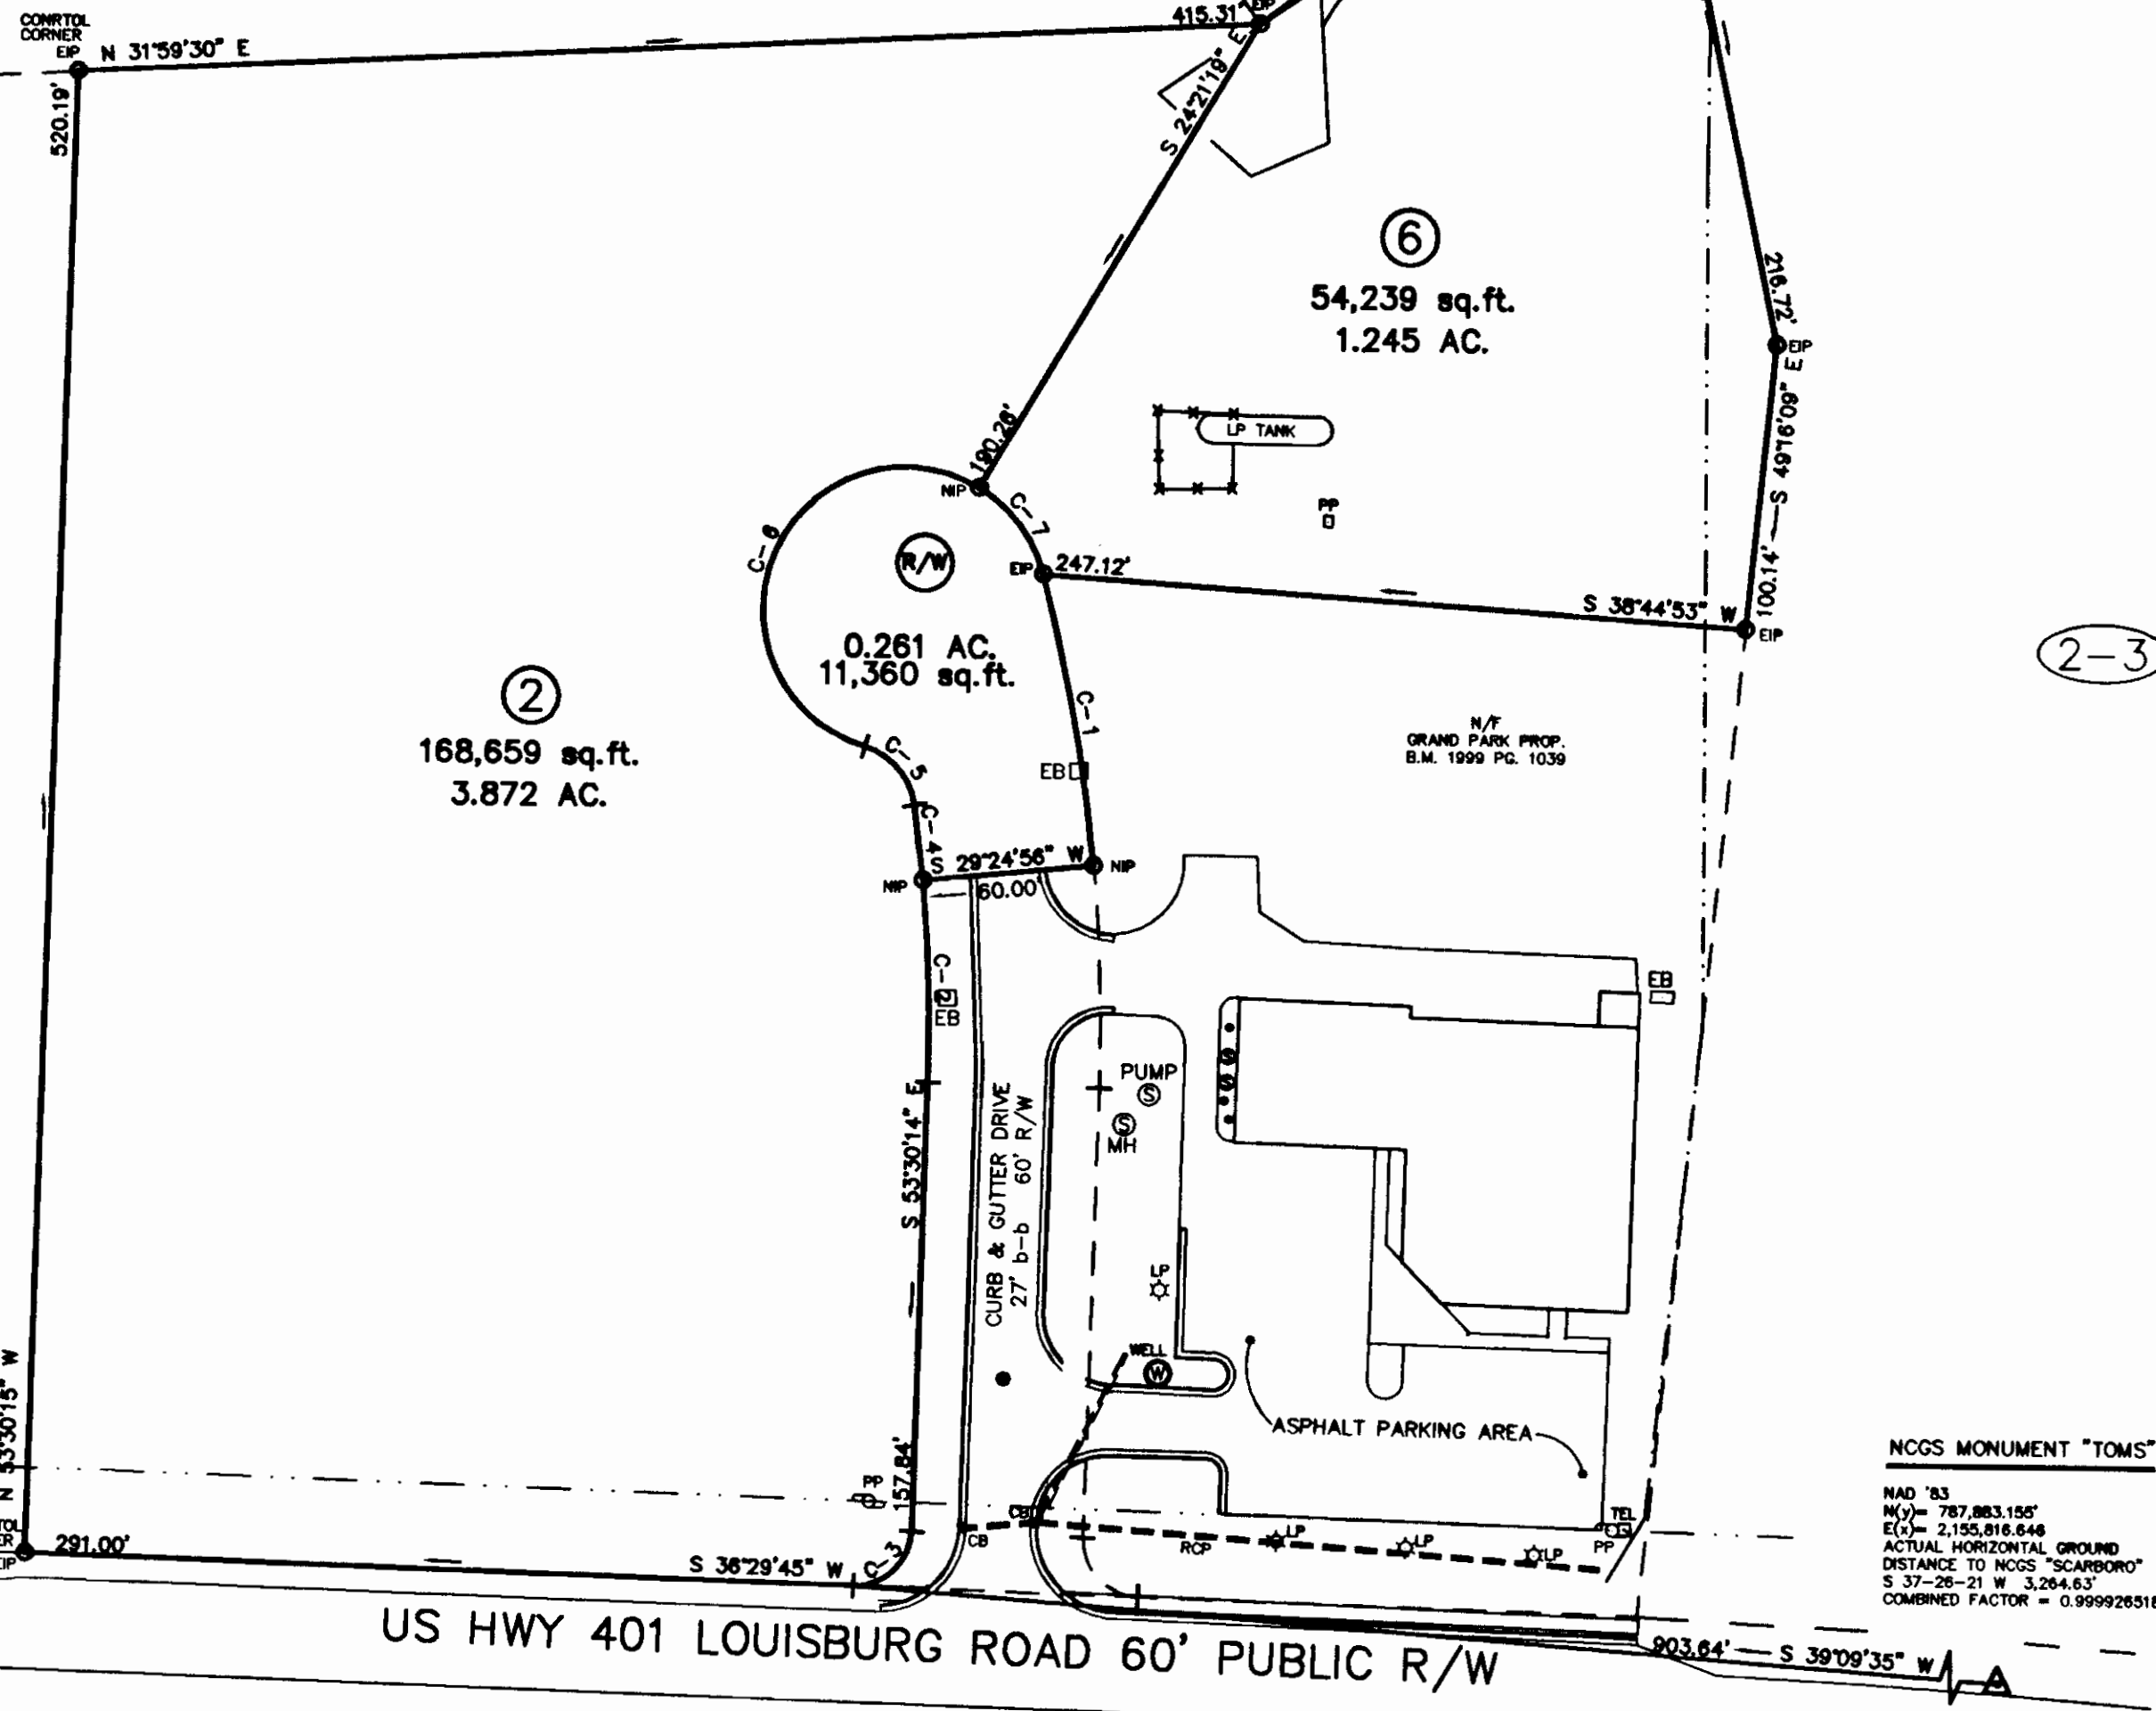 CONRTOL
CORNER
EIP
N 31°59'30" E
415.31'
EIP
520.19'
S 24°21'19" E
190.26'
6
54,239 sq.ft.
1.245 AC.
216.72'
EIP
S 49°16'09" E
100.14'
LP TANK
PP
NIP
C-7
C-6
R/W
EIP
247.12'
S 38°44'53" W
EIP
0.261 AC.
11,360 sq.ft.
2-3
2
168,659 sq.ft.
3.872 AC.
C-5
C-1
N/F
GRAND PARK PROP.
B.M. 1999 PG. 1039
EB
C-4
S 29°24'56" W
60.00'
NIP
NIP
C-2
EB
EB
PUMP
S
S
MH
S 53°30'14" E
157.84'
CURB & GUTTER DRIVE
27' b-b 60' R/W
LP
WELL
W
ASPHALT PARKING AREA
N 53°30'15" W
NCGS MONUMENT "TOMS"
NAD '83
N(y)= 787,883.155'
E(x)= 2,155,816.646
ACTUAL HORIZONTAL GROUND
DISTANCE TO NCGS "SCARBORO"
S 37-26-21 W 3,264.63'
COMBINED FACTOR = 0.999926518
PP
CB
CB
RCP
LP
LP
LP
TEL
PP
EIP
291.00'
S 36°29'45" W
C-3
US HWY 401 LOUISBURG ROAD 60' PUBLIC R/W
903.64' S 39°09'35" W